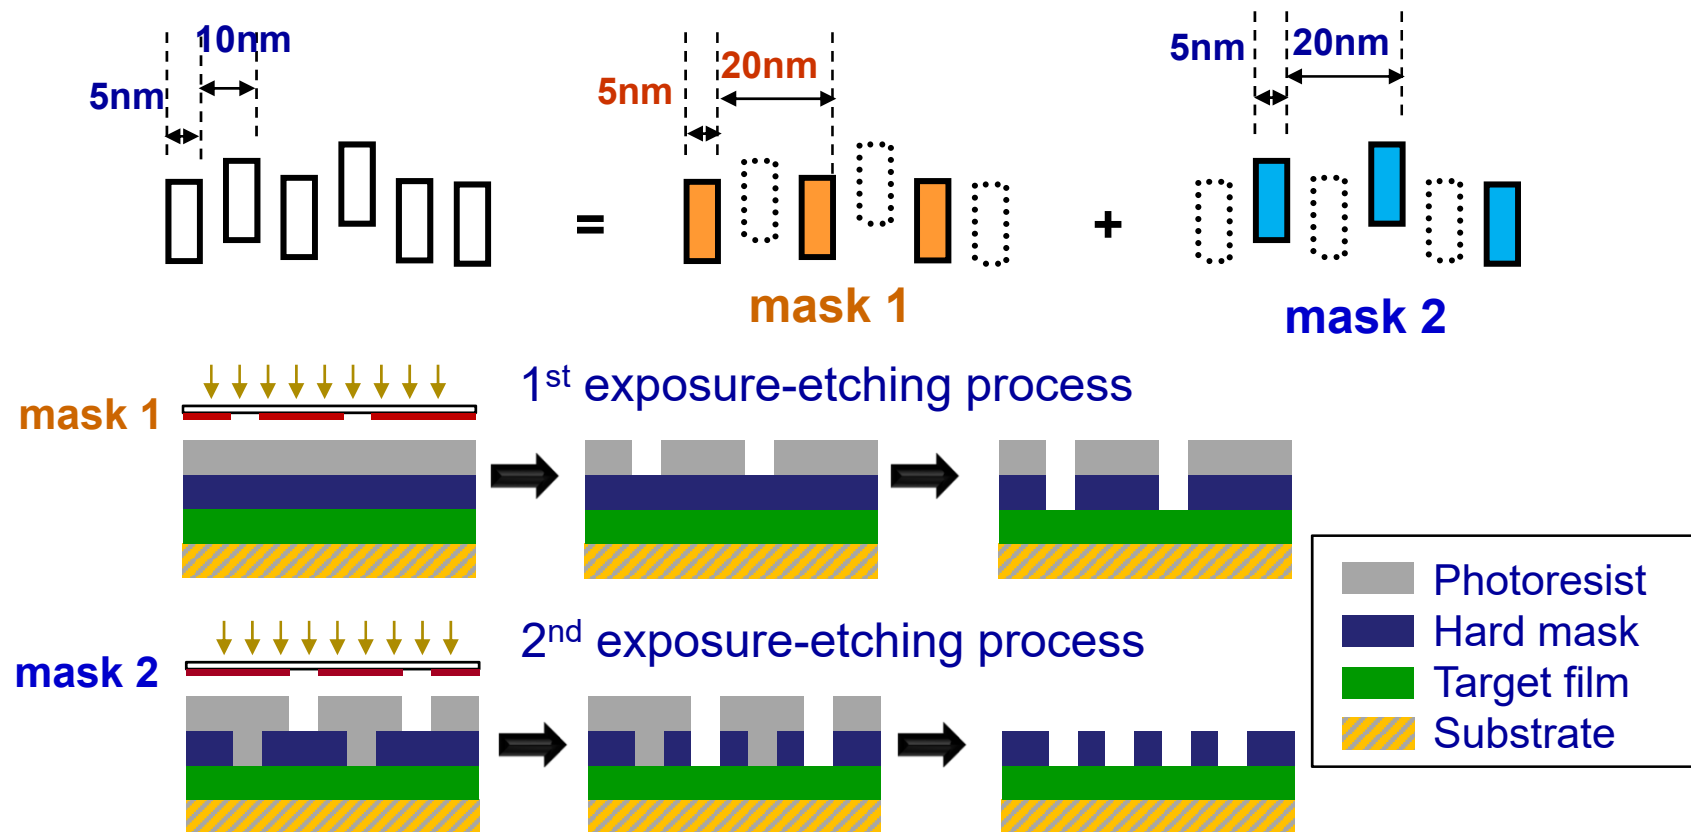 10nm
5nm
20nm
5nm
5nm
20nm
=
+
mask 1
mask 2
1st exposure-etching process
mask 1
2nd exposure-etching process
mask 2
Photoresist
Hard mask
Target film
Substrate